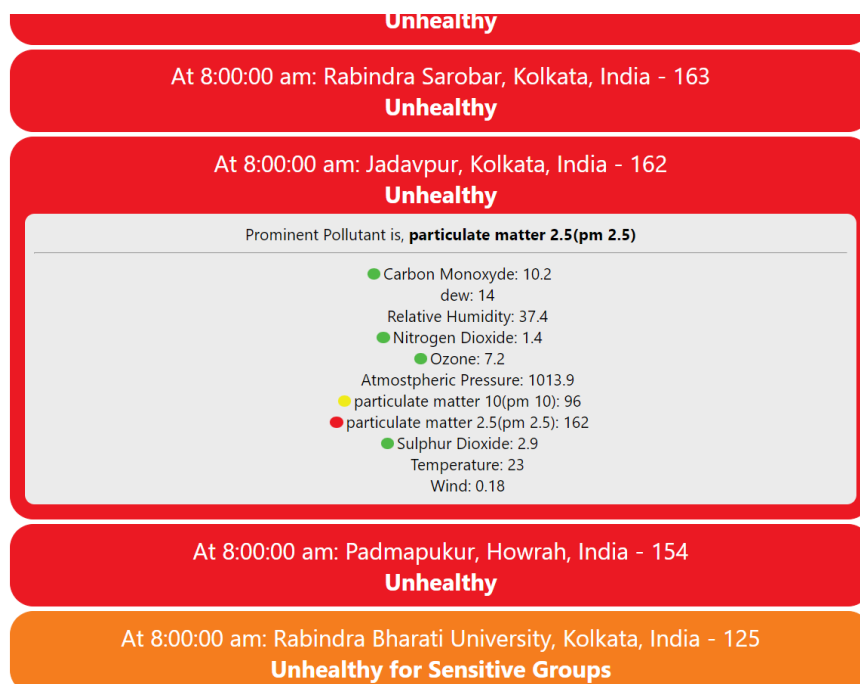 Unhealthy
At 8:00:00 am: Rabindra Sarobar, Kolkata, India - 163
Unhealthy
At 8:00:00 am: Jadavpur, Kolkata, India - 162
Unhealthy
Prominent Pollutant is, particulate matter 2.5(pm 2.5)
Carbon Monoxyde: 10.2
dew: 14
Relative Humidity: 37.4
Nitrogen Dioxide: 1.4
Ozone: 7.2
Atmostpheric Pressure: 1013.9
particulate matter 10(pm 10): 96
particulate matter 2.5(pm 2.5): 162
Sulphur Dioxide: 2.9
Temperature: 23
Wind: 0.18
At 8:00:00 am: Padmapukur, Howrah, India - 154
Unhealthy
At 8:00:00 am: Rabindra Bharati University, Kolkata, India - 125
Unhealthy for Sensitive Groups